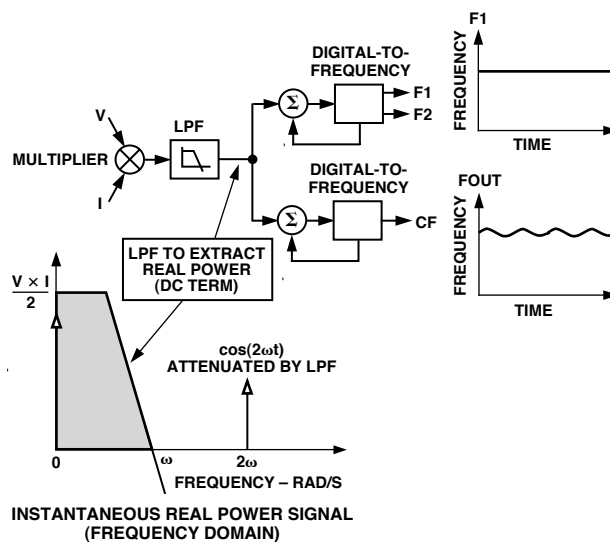 DIGITAL-TO-
FREQUENCY
F1
F2
V
LPF
Σ
MULTIPLIER
I
DIGITAL-TO-
FREQUENCY
Σ
CF
F1
FREQUENCY
TIME
FOUT
FREQUENCY
TIME
LPF TO EXTRACT
REAL POWER
(DC TERM)
V × I
2
cos(2ωt)
ATTENUATED BY LPF
0
ω
2ω
FREQUENCY – RAD/S
INSTANTANEOUS REAL POWER SIGNAL
(FREQUENCY DOMAIN)